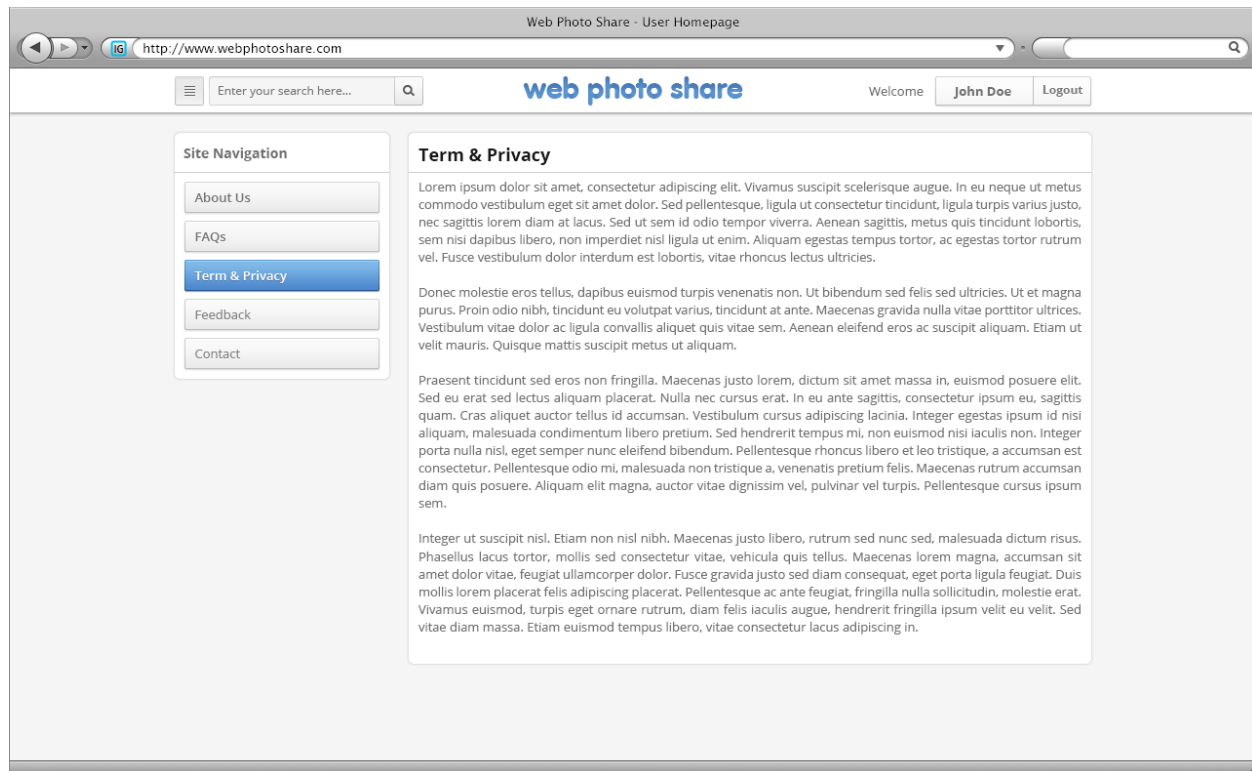 Web Photo Share - User Homepage
IG http://www.webphotoshare.com
Enter your search here...
web photo share
Welcome John Doe Logout
Site Navigation
About Us
FAQs
Term & Privacy
Feedback
Contact
Term & Privacy
Lorem ipsum dolor sit amet, consectetur adipiscing elit. Vivamus suscipit scelerisque augue. In eu neque ut metus
commodo vestibulum eget sit amet dolor. Sed pellentesque, ligula ut consectetur tincidunt, ligula turpis varius justo,
nec sagittis lorem diam at lacus. Sed ut sem id odio tempor viverra. Aenean sagittis, metus quis tincidunt lobortis,
sem nisi dapibus libero, non imperdiet nisl ligula ut enim. Aliquam egestas tempus tortor, ac egestas tortor rutrum
vel. Fusce vestibulum dolor interdum est lobortis, vitae rhoncus lectus ultricies.
Donec molestie eros tellus, dapibus euismod turpis venenatis non. Ut bibendum sed felis sed ultricies. Ut et magna
purus. Proin odio nibh, tincidunt eu volutpat varius, tincidunt at ante. Maecenas gravida nulla vitae porttitor ultrices.
Vestibulum vitae dolor ac ligula convallis aliquet quis vitae sem. Aenean eleifend eros ac suscipit aliquam. Etiam ut
velit mauris. Quisque mattis suscipit metus ut aliquam.
Praesent tincidunt sed eros non fringilla. Maecenas justo lorem, dictum sit amet massa in, euismod posuere elit.
Sed eu erat sed lectus aliquam placerat. Nulla nec cursus erat. In eu ante sagittis, consectetur ipsum eu, sagittis
quam. Cras aliquet auctor tellus id accumsan. Vestibulum cursus adipiscing lacinia. Integer egestas ipsum id nisi
aliquam, malesuada condimentum libero pretium. Sed hendrerit tempus mi, non euismod nisi iaculis non. Integer
porta nulla nisl, eget semper nunc eleifend bibendum. Pellentesque rhoncus libero et leo tristique, a accumsan est
consectetur. Pellentesque odio mi, malesuada non tristique a, venenatis pretium felis. Maecenas rutrum accumsan
diam quis posuere. Aliquam elit magna, auctor vitae dignissim vel, pulvinar vel turpis. Pellentesque cursus ipsum
sem.
Integer ut suscipit nisl. Etiam non nisl nibh. Maecenas justo libero, rutrum sed nunc sed, malesuada dictum risus.
Phasellus lacus tortor, mollis sed consectetur vitae, vehicula quis tellus. Maecenas lorem magna, accumsan sit
amet dolor vitae, feugiat ullamcorper dolor. Fusce gravida justo sed diam consequat, eget porta ligula feugiat. Duis
mollis lorem placerat felis adipiscing placerat. Pellentesque ac ante feugiat, fringilla nulla sollicitudin, molestie erat.
Vivamus euismod, turpis eget ornare rutrum, diam felis iaculis augue, hendrerit fringilla ipsum velit eu velit. Sed
vitae diam massa. Etiam euismod tempus libero, vitae consectetur lacus adipiscing in.